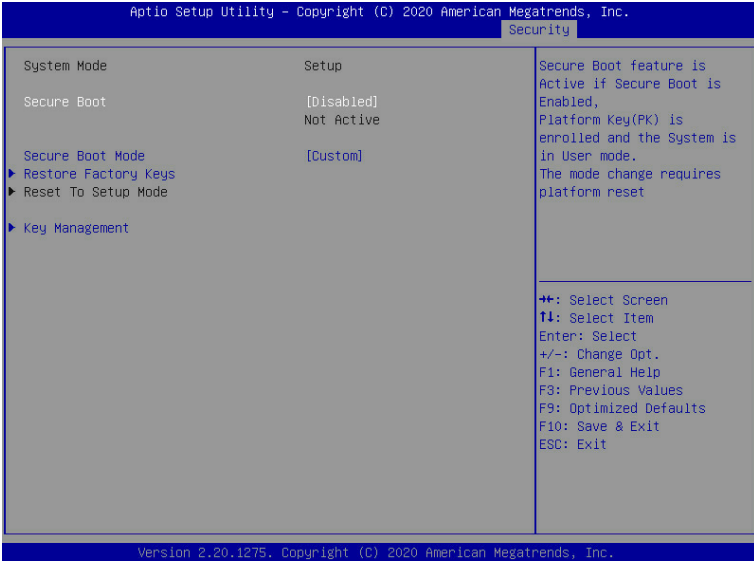 Aptio Setup Utility – Copyright (C) 2020 American Megatrends, Inc.
Security
System Mode Setup
Secure Boot [Disabled]
Not Active
Secure Boot Mode [Custom]
Restore Factory Keys
Reset To Setup Mode
Key Management
Secure Boot feature is
Active if Secure Boot is
Enabled,
Platform Key(PK) is
enrolled and the System is
in User mode.
The mode change requires
platform reset
→←: Select Screen
↑↓: Select Item
Enter: Select
+/-: Change Opt.
F1: General Help
F3: Previous Values
F9: Optimized Defaults
F10: Save & Exit
ESC: Exit
Version 2.20.1275. Copyright (C) 2020 American Megatrends, Inc.